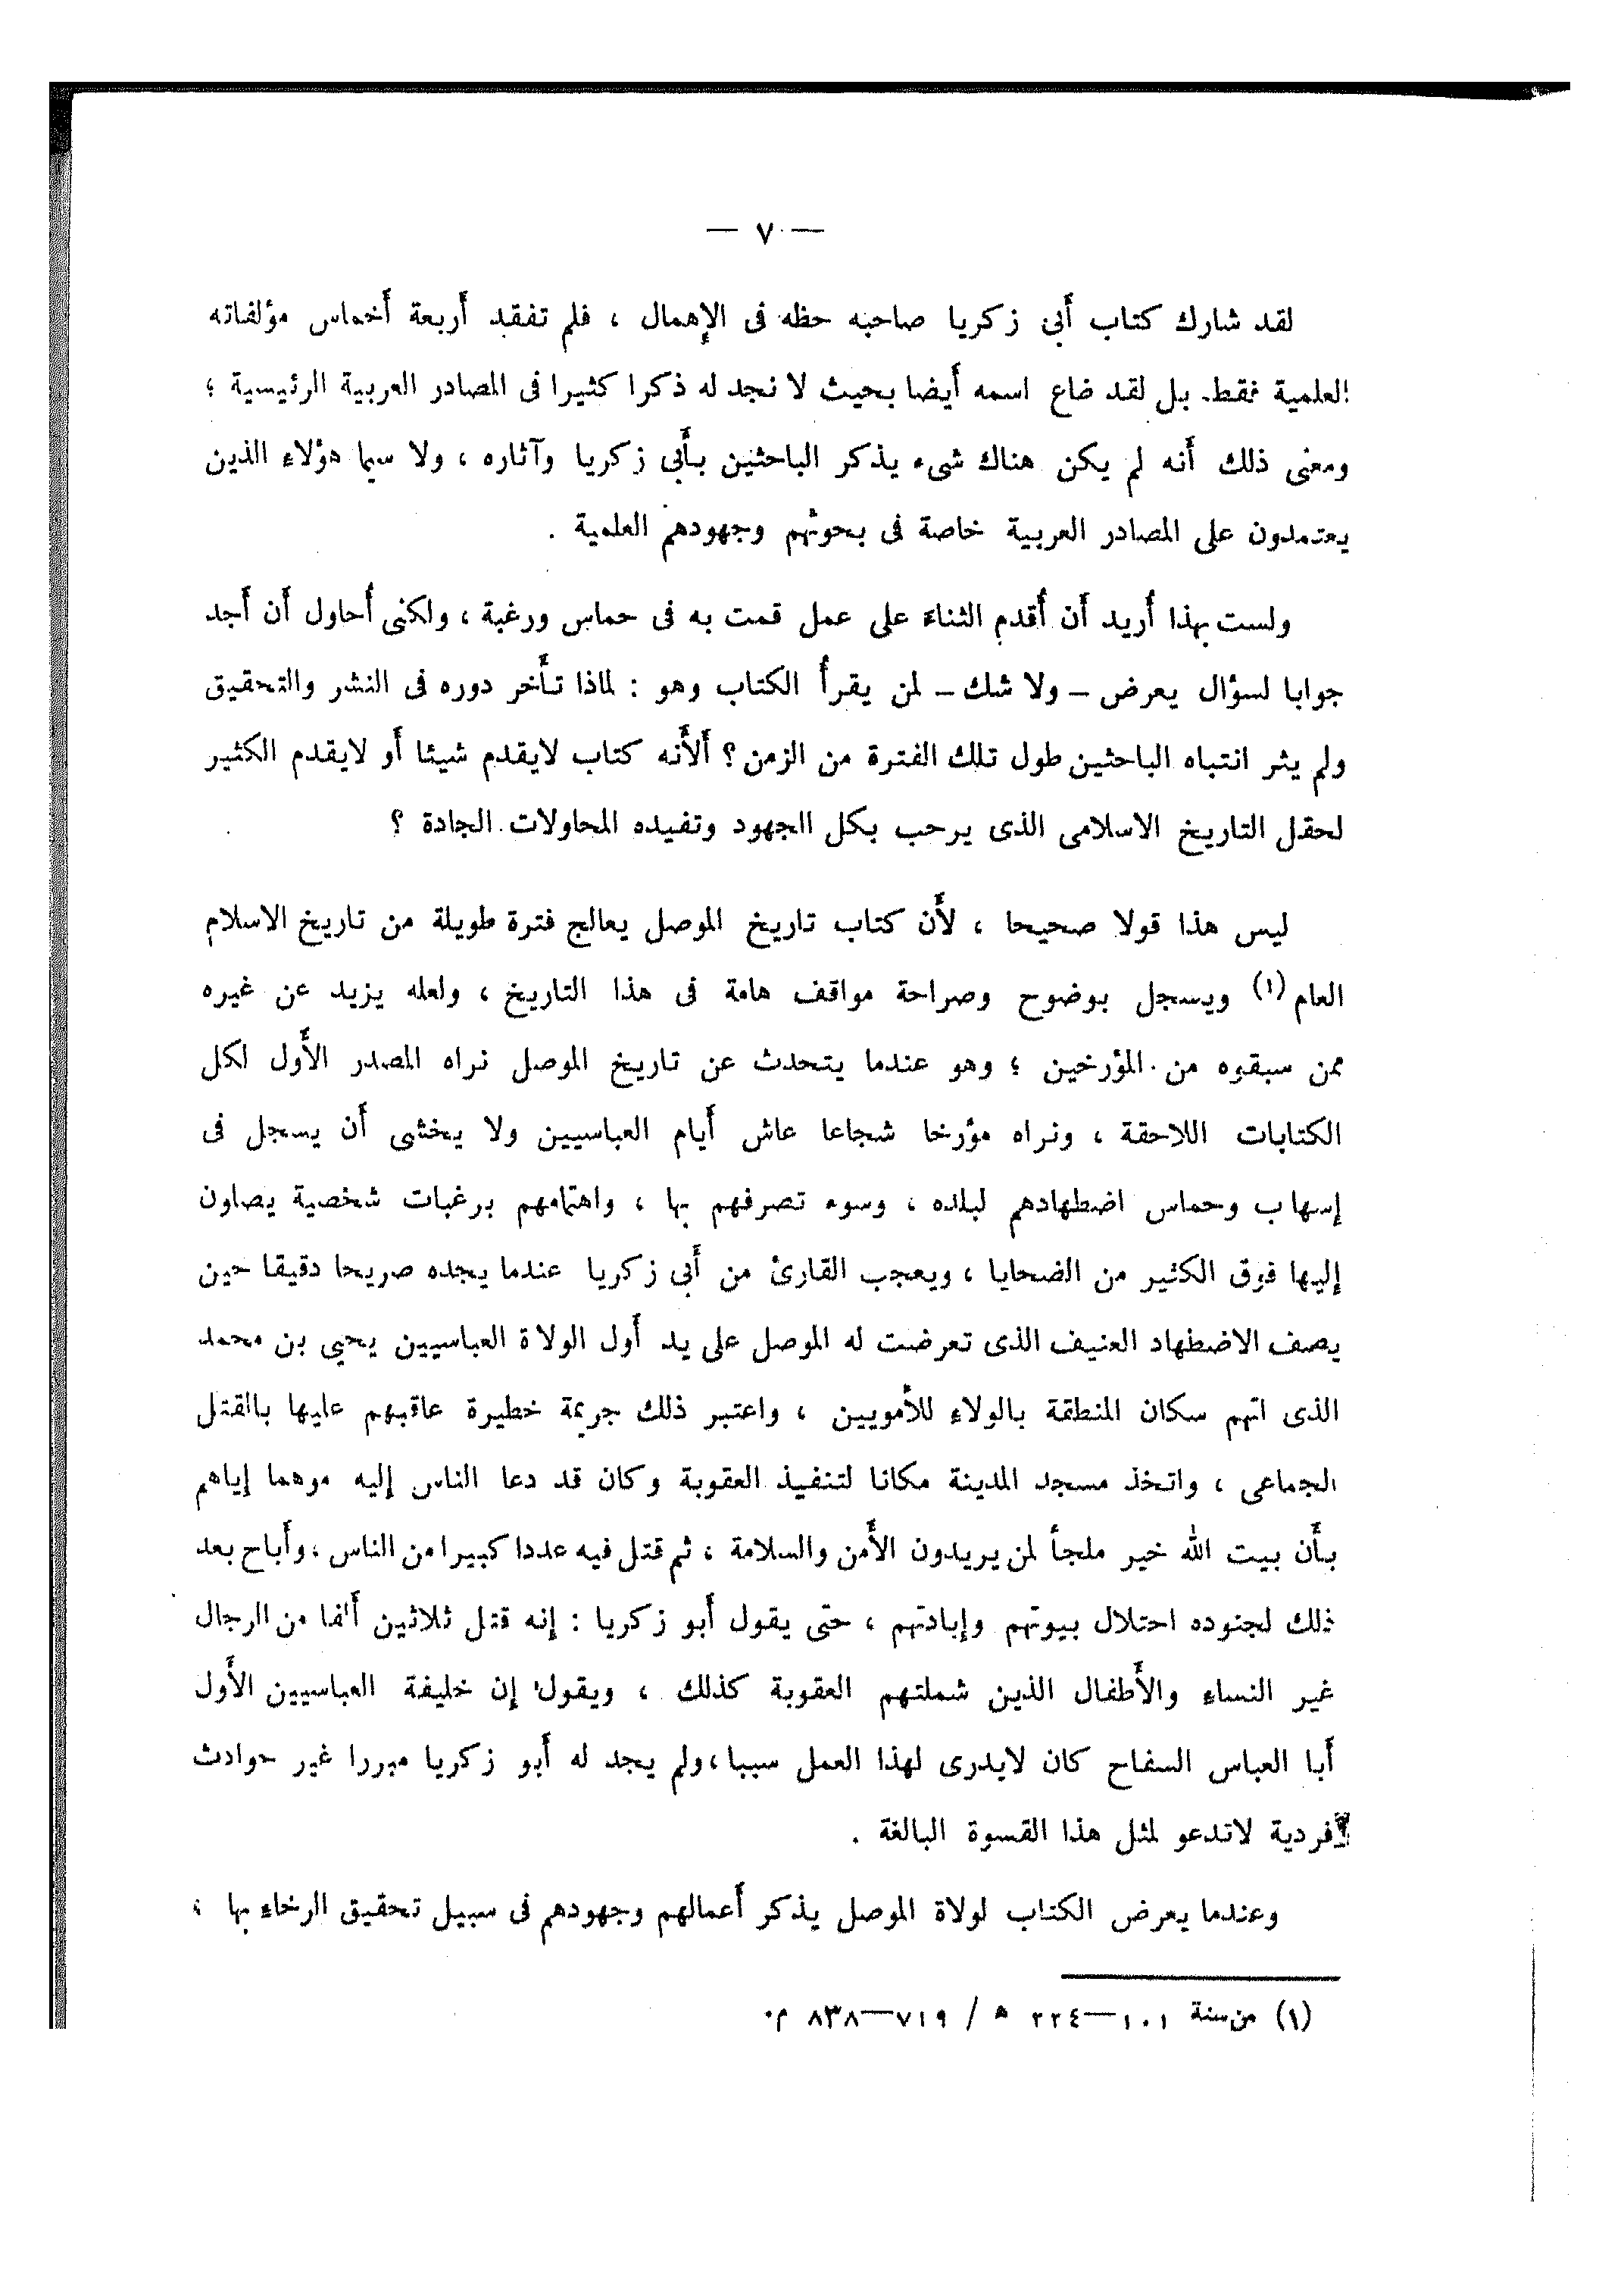 — ٧ —
لقد شارك كتاب أبى زكريا صاحبه حظه فى الإهمال ، فلم تفقد أربعة أخماس مؤلفاته
العلمية فقط. بل لقد ضاع اسمه أيضا بحيث لا نجد له ذكرا كثيرا فى المصادر العربية الرئيسية ؛
ومعنى ذلك أنه لم يكن هناك شىء يذكر الباحثين بأبى زكريا وآثاره ، ولا سيما هؤلاء الذين
يعتمدون على المصادر العربية خاصة فى بحوثهم وجهودهم العلمية .
ولست بهذا أريد أن أقدم الثناء على عمل قمت به فى حماس ورغبة ، ولكنى أحاول أن أجد
جوابا لسؤال يعرض – ولا شك – لمن يقرأ الكتاب وهو : لماذا تأخر دوره فى النشر والتحقيق
ولم يثر انتباه الباحثين طول تلك الفترة من الزمن ؟ ألأنه كتاب لايقدم شيئا أو لايقدم الكثير
لحقل التاريخ الاسلامى الذى يرحب بكل الجهود وتفيده المحاولات الجادة ؟
ليس هذا قولا صحيحا ، لأن كتاب تاريخ الموصل يعالج فترة طويلة من تاريخ الاسلام
العام (١) ويسجل بوضوح وصراحة مواقف هامة فى هذا التاريخ ، ولعله يزيد عن غيره
ممن سبقوه من المؤرخين ؛ وهو عندما يتحدث عن تاريخ الموصل نراه المصدر الأول لكل
الكتابات اللاحقة ، ونراه مؤرخا شجاعا عاش أيام العباسيين ولا يخشى أن يسجل فى
إسهاب وحماس اضطهادهم لبلده ، وسوء تصرفهم بها ، واهتمامهم برغبات شخصية يصلون
إليها فوق الكثير من الضحايا ، ويعجب القارئ من أبى زكريا عندما يجده صريحا دقيقا حين
يصف الاضطهاد العنيف الذى تعرضت له الموصل على يد أول الولاة العباسيين يحيى بن محمد
الذى اتهم سكان المنطقة بالولاء للأمويين ، واعتبر ذلك جريمة خطيرة عاقبهم عليها بالقتل
الجماعى ، واتخذ مسجد المدينة مكانا لتنفيذ العقوبة وكان قد دعا الناس إليه موهما إياهم
بأن بيت الله خير ملجأ لمن يريدون الأمن والسلامة ، ثم قتل فيه عددا كبيرا من الناس ، وأباح بعد
ذلك لجنوده احتلال بيوتهم وإبادتهم ، حتى يقول أبو زكريا : إنه قتل ثلاثين ألفا من الرجال
غير النساء والأطفال الذين شملتهم العقوبة كذلك ، ويقول إن خليفة العباسيين الأول
أبا العباس السفاح كان لايدرى لهذا العمل سببا ، ولم يجد له أبو زكريا مبررا غير حوادث
فردية لاتدعو لمثل هذا القسوة البالغة .
وعندما يعرض الكتاب لولاة الموصل يذكر أعمالهم وجهودهم فى سبيل تحقيق الرخاء بها ؛
(١) من سنة ١٠١—٢٢٤ ه / ٧١٩—٨٣٨ م.